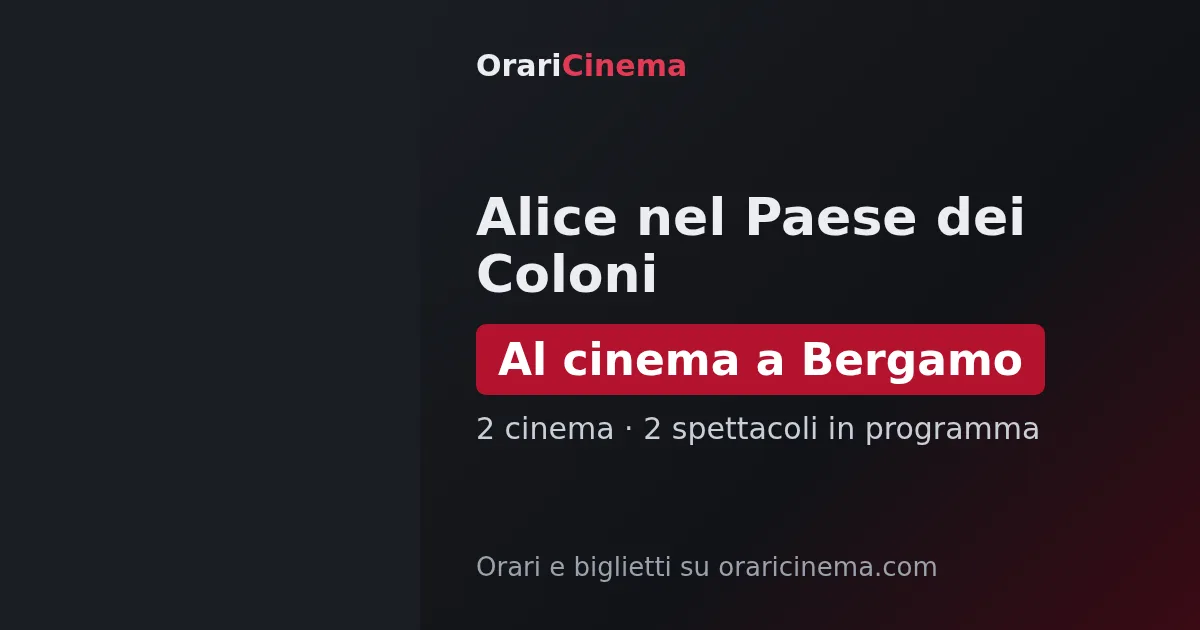 OrariCinema
Alice nel Paese dei
Coloni
Al cinema a Bergamo
2 cinema · 2 spettacoli in programma
Orari e biglietti su oraricinema.com